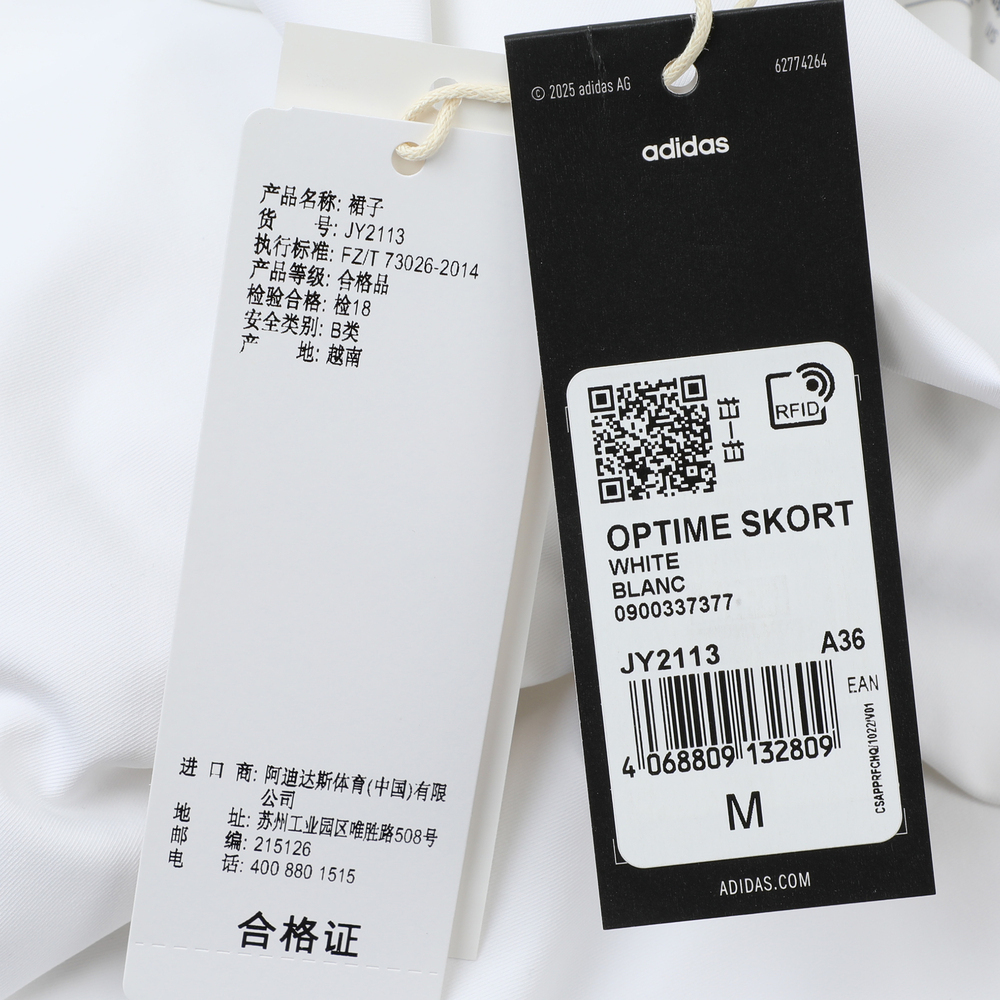 产品名称: 裙子
货 号: JY2113
执行标准: FZ/T 73026-2014
产品等级: 合格品
检验合格: 检18
安全类别: B类
产 地: 越南
进 口 商: 阿迪达斯体育(中国)有限
公司
地 址: 苏州工业园区唯胜路508号
邮 编: 215126
电 话: 400 880 1515
合格证
© 2025 adidas AG
62774264
adidas
RFID
OPTIME SKORT
WHITE
BLANC
0900337377
JY2113
A36
EAN
4 068809 132809
CSAPPRFCHQ/1022/V01
M
ADIDAS.COM